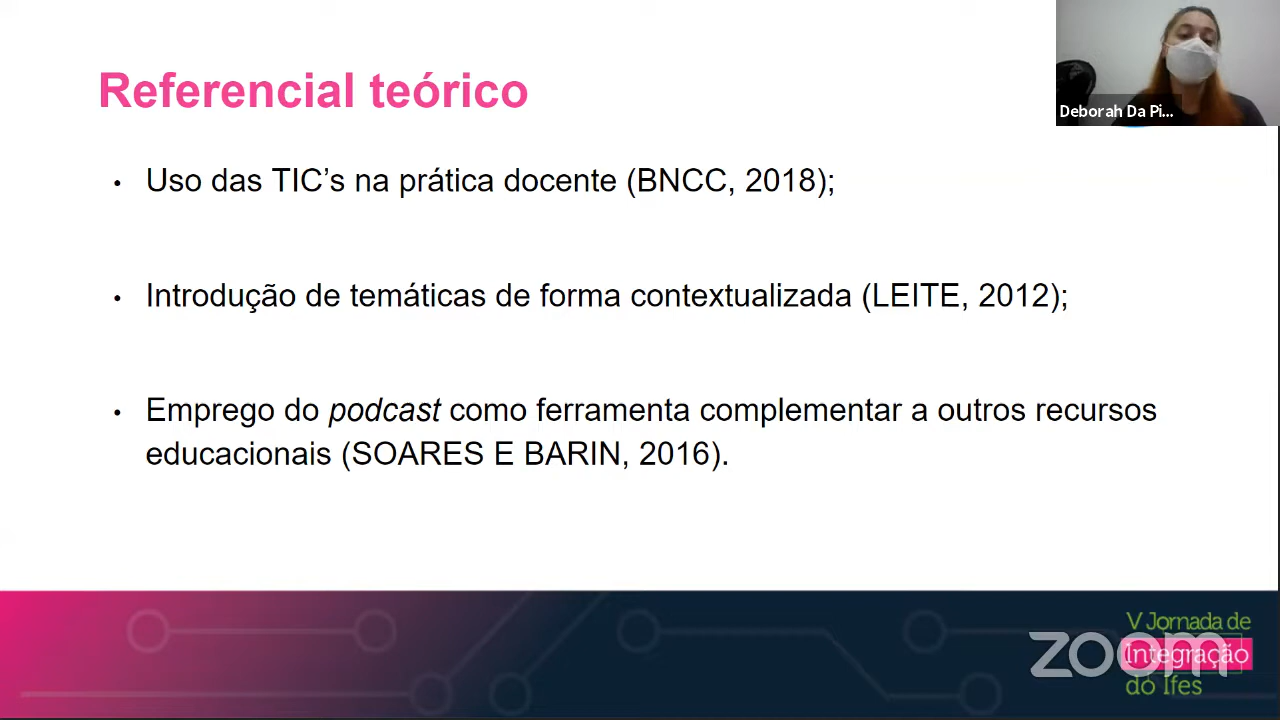 Referencial teórico
Deborah Da Pi...
• Uso das TIC’s na prática docente (BNCC, 2018);
• Introdução de temáticas de forma contextualizada (LEITE, 2012);
• Emprego do podcast como ferramenta complementar a outros recursos
educacionais (SOARES E BARIN, 2016).
V Jornada de
Integração
do Ifes
zoom